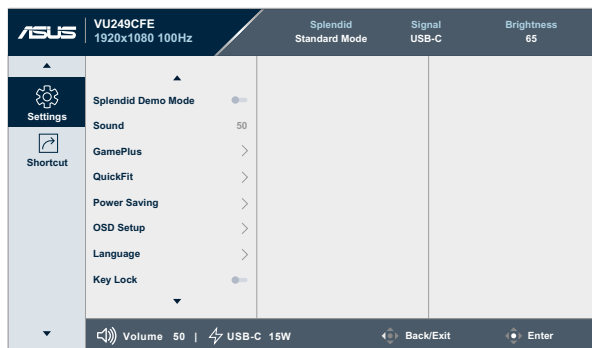 ASUS
VU249CFE
1920x1080 100Hz
Splendid
Standard Mode
Signal
USB-C
Brightness
65
Settings
Shortcut
Splendid Demo Mode
Sound 50
GamePlus
QuickFit
Power Saving
OSD Setup
Language
Key Lock
Volume 50 | USB-C 15W Back/Exit Enter